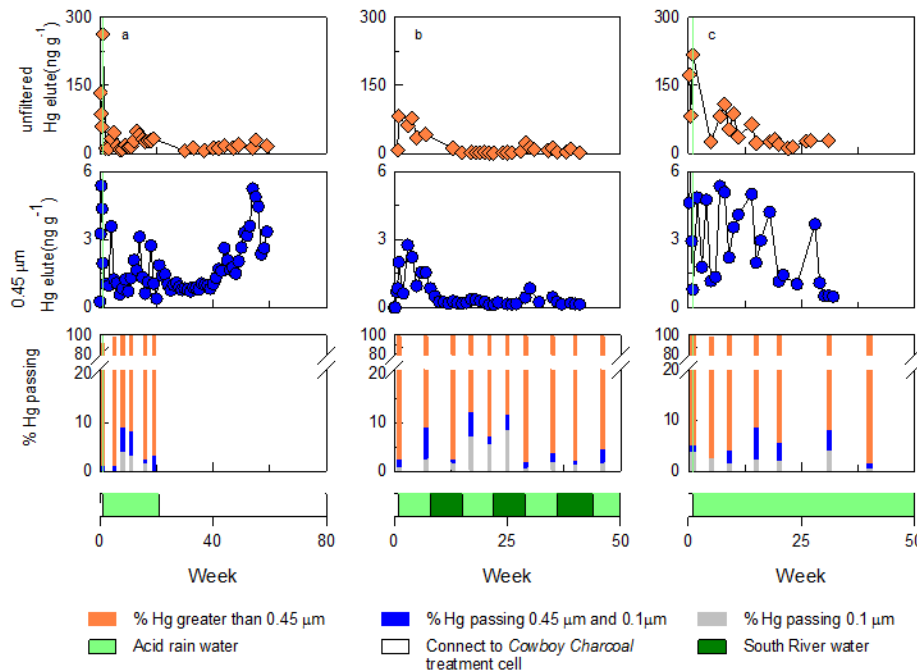 300
150
0
unfiltered
Hg elute(ng g⁻¹)
a
b
c
6
3
0
0.45 µm
Hg elute(ng g⁻¹)
6
3
0
6
3
0
300
150
0
300
150
0
100
80
20
10
0
% Hg passing
100
80
20
10
0
100
80
20
10
0
0 40 80
0 25 50
0 25 50
Week Week Week
% Hg greater than 0.45 µm
% Hg passing 0.45 µm and 0.1µm
% Hg passing 0.1 µm
Acid rain water
Connect to Cowboy Charcoal
treatment cell
South River water